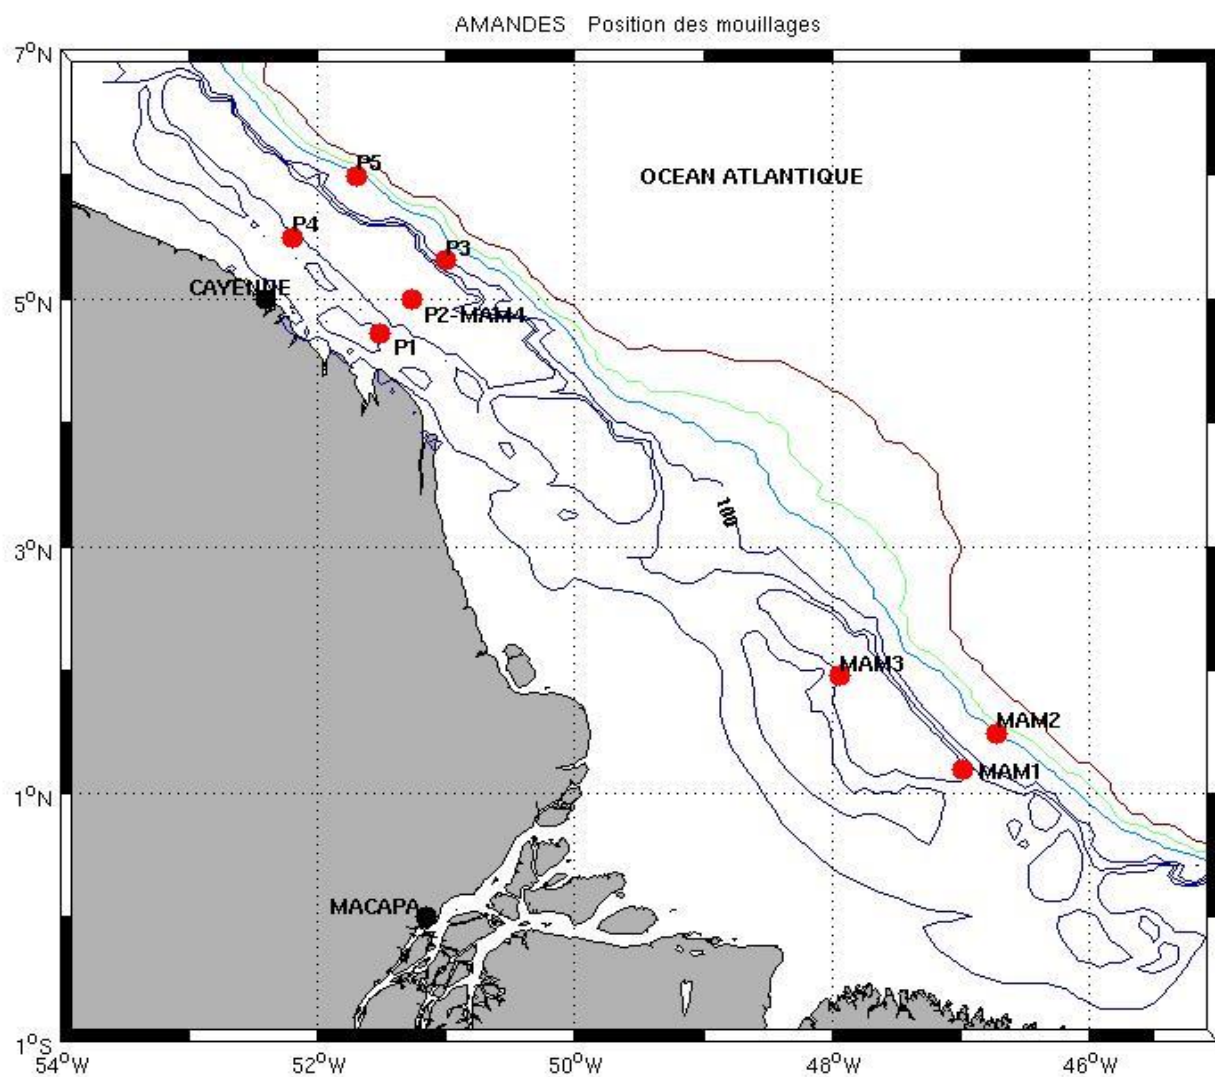 AMANDES Position des mouillages
7°N
P5
OCEAN ATLANTIQUE
P4
P3
CAYENNE
5°N
P2-MAM4
P1
100
3°N
MAM3
MAM2
MAM1
1°N
MACAPA
1°S
54°W
52°W
50°W
48°W
46°W